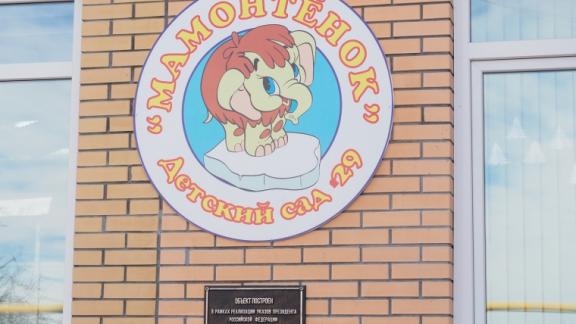 "МАМОНТЁНОК"
Детский сад 29
ОБЪЕКТ ПОСТРОЕН
В РАМКАХ РЕАЛИЗАЦИИ УКАЗОВ ПРЕЗИДЕНТА
РОССИЙСКОЙ ФЕДЕРАЦИИ